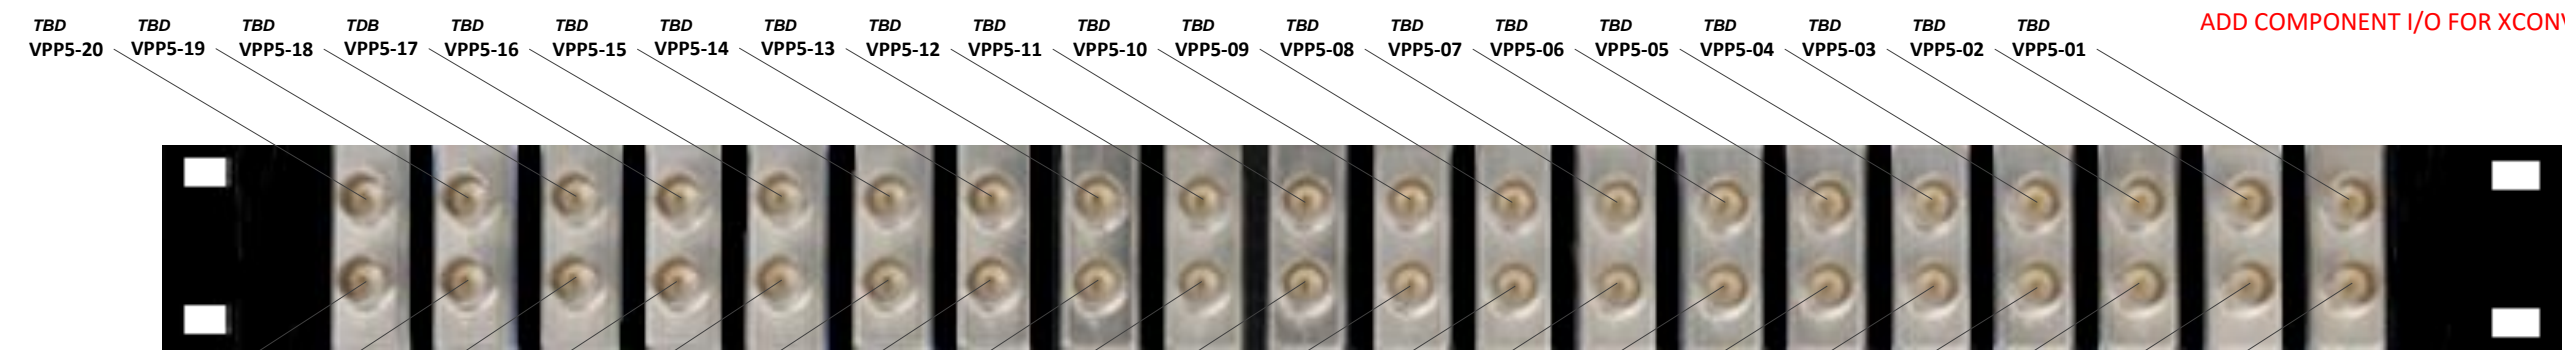 TBD TBD TBD TDB TBD TBD TBD TBD TBD TBD TBD TBD TBD TBD TBD TBD TBD TBD TBD TBD
VPP5-20 VPP5-19 VPP5-18 VPP5-17 VPP5-16 VPP5-15 VPP5-14 VPP5-13 VPP5-12 VPP5-11 VPP5-10 VPP5-09 VPP5-08 VPP5-07 VPP5-06 VPP5-05 VPP5-04 VPP5-03 VPP5-02 VPP5-01
ADD COMPONENT I/O FOR